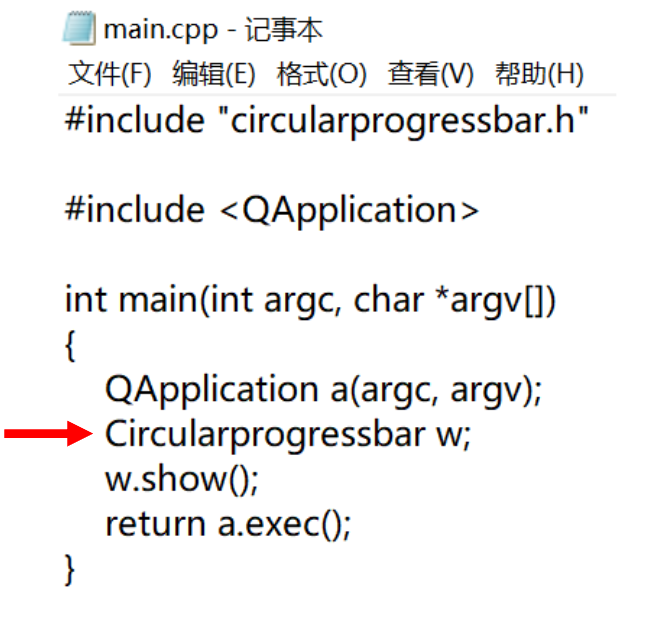 main.cpp - 记事本
文件(F) 编辑(E) 格式(O) 查看(V) 帮助(H)
#include "circularprogressbar.h"
#include <QApplication>
int main(int argc, char *argv[])
{
QApplication a(argc, argv);
Circularprogressbar w;
w.show();
return a.exec();
}